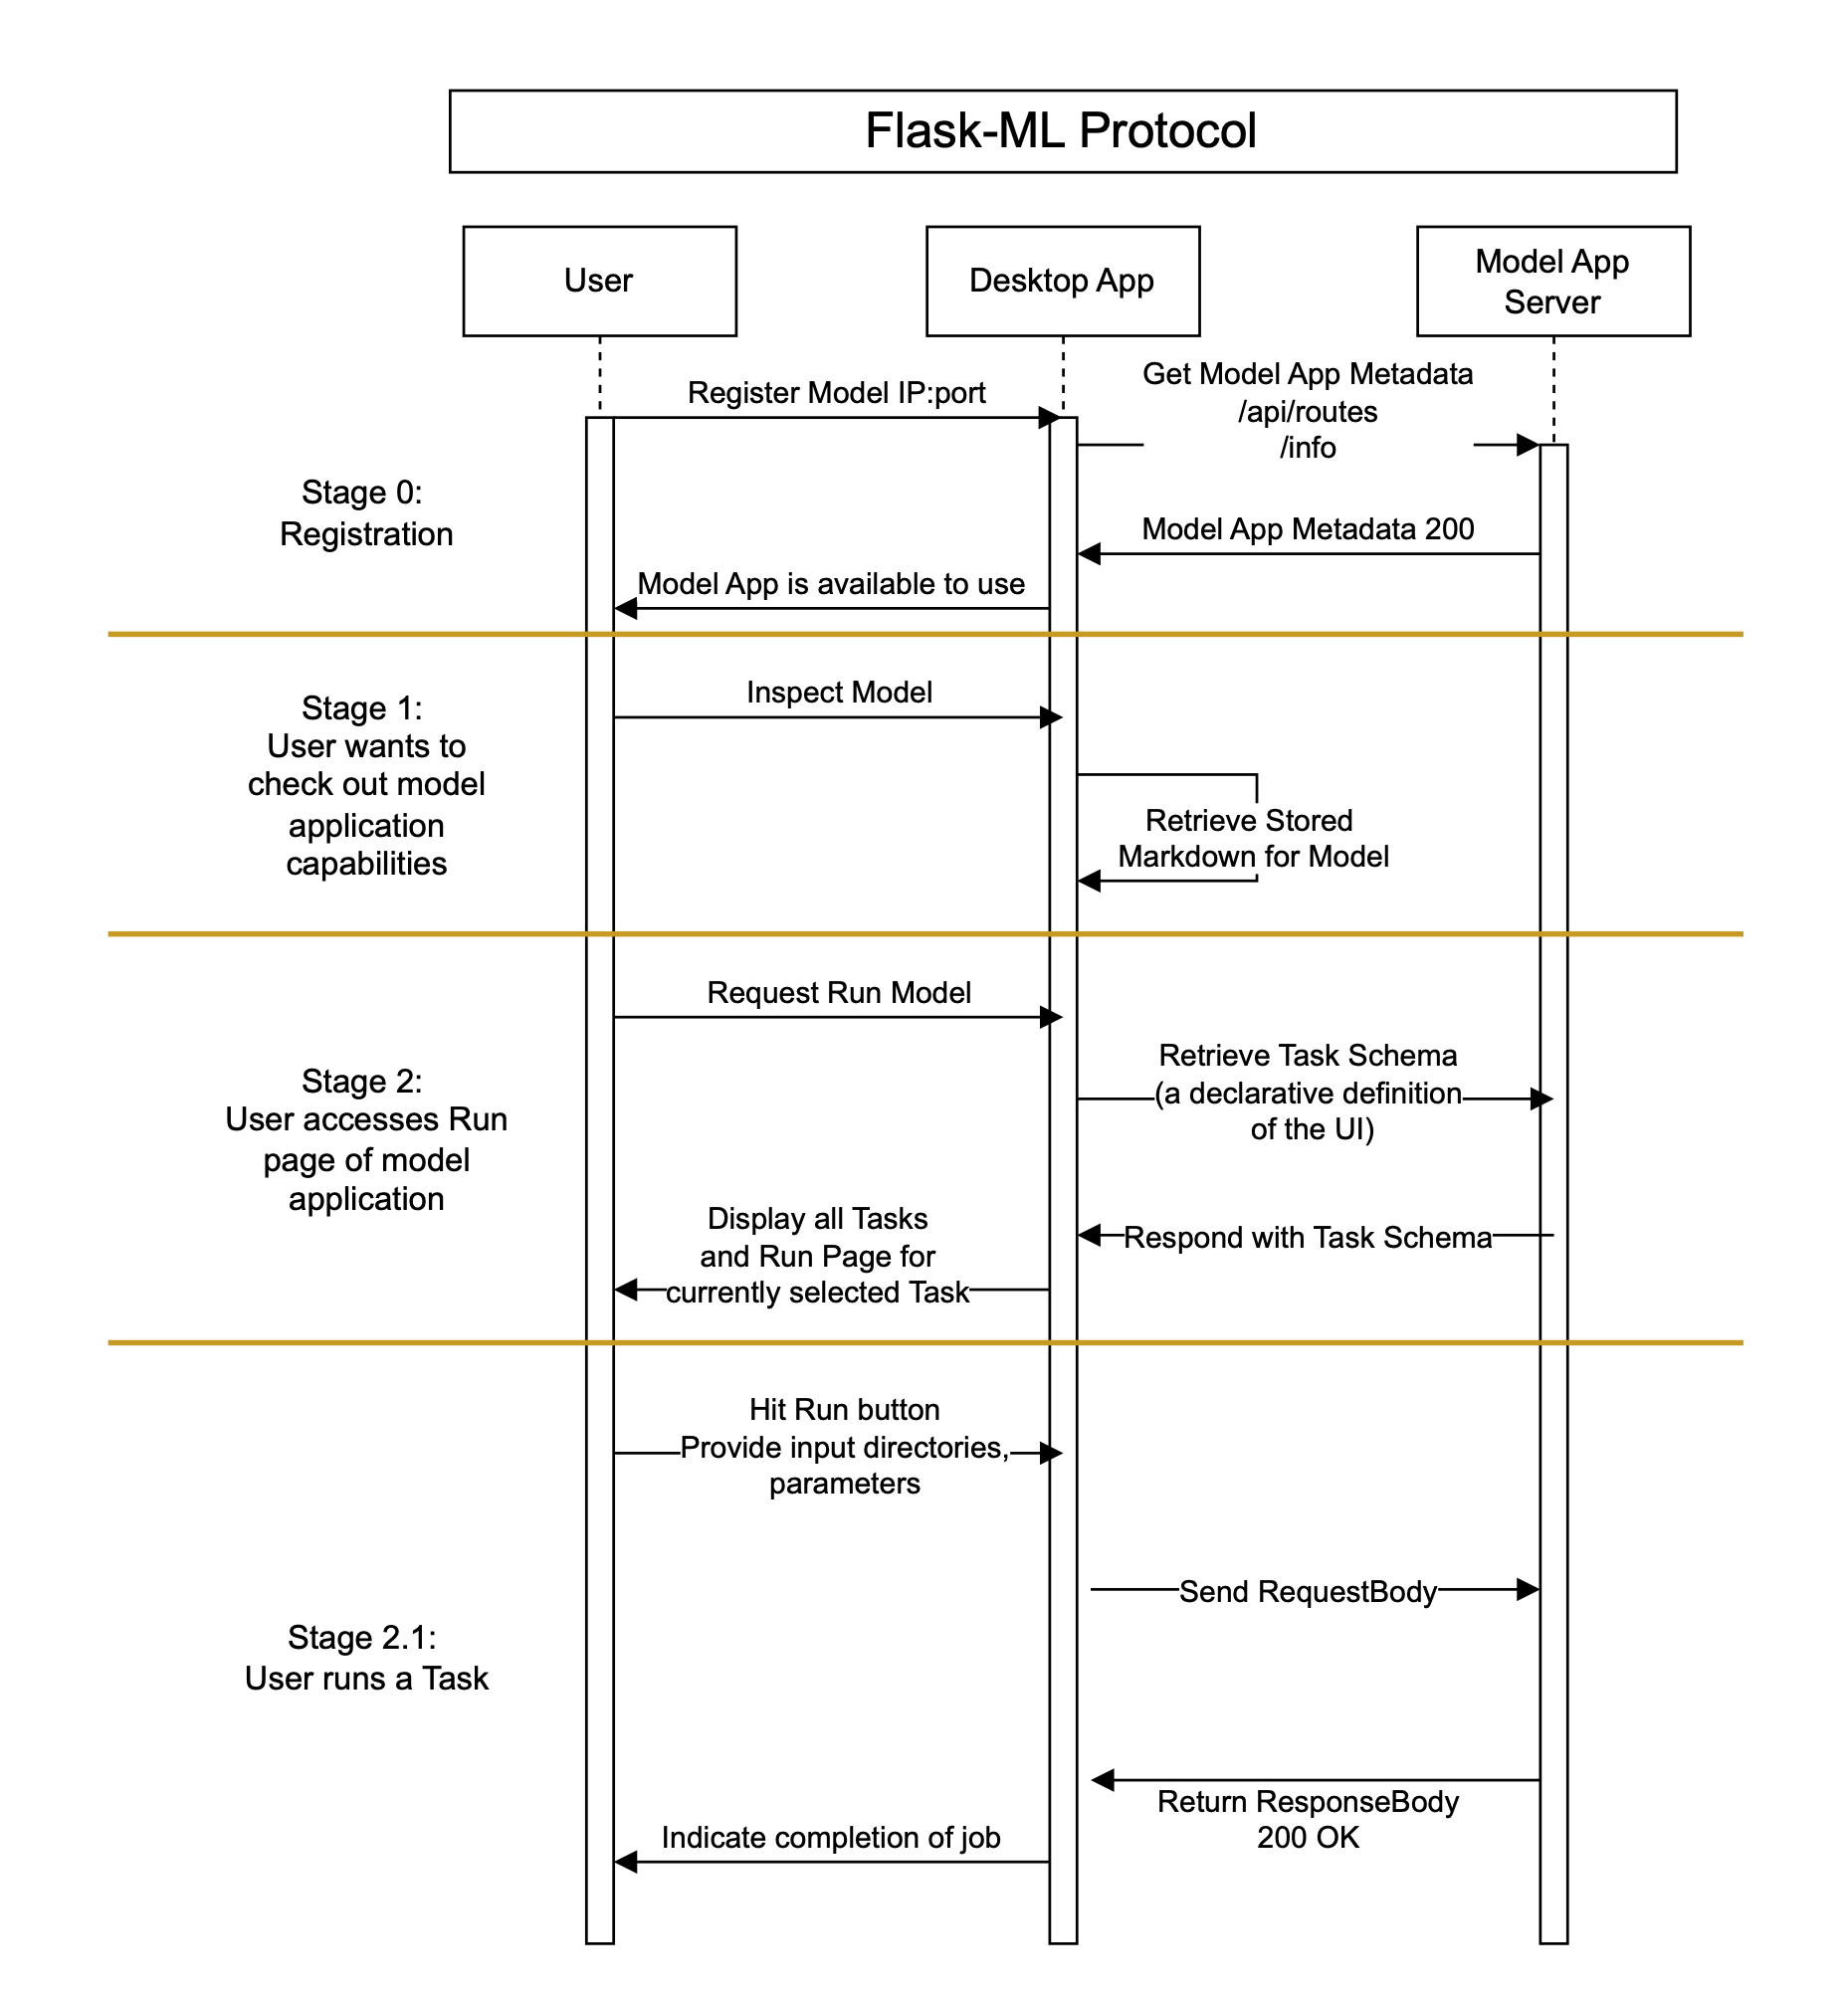 Flask-ML Protocol
User
Desktop App
Model App
Server
Register Model IP:port
Get Model App Metadata
/api/routes
/info
Stage 0:
Registration
Model App Metadata 200
Model App is available to use
Stage 1:
User wants to
check out model
application
capabilities
Inspect Model
Retrieve Stored
Markdown for Model
Stage 2:
User accesses Run
page of model
application
Request Run Model
Retrieve Task Schema
(a declarative definition
of the UI)
Respond with Task Schema
Display all Tasks
and Run Page for
currently selected Task
Hit Run button
Provide input directories,
parameters
Stage 2.1:
User runs a Task
Send RequestBody
Return ResponseBody
200 OK
Indicate completion of job